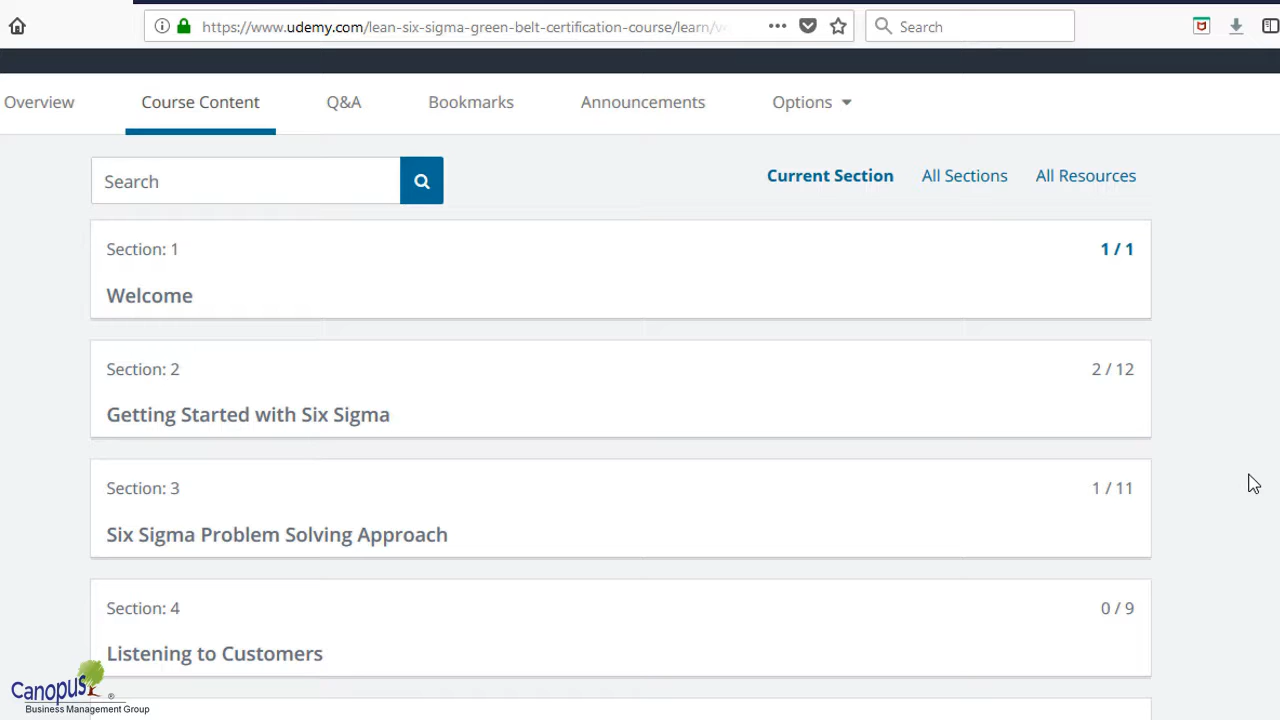 https://www.udemy.com/lean-six-sigma-green-belt-certification-course/learn/v
Search
Overview
Course Content
Q&A
Bookmarks
Announcements
Options
Search
Current Section
All Sections
All Resources
Section: 1
1 / 1
Welcome
Section: 2
2 / 12
Getting Started with Six Sigma
Section: 3
1 / 11
Six Sigma Problem Solving Approach
Section: 4
0 / 9
Listening to Customers
Canopus ®
Business Management Group